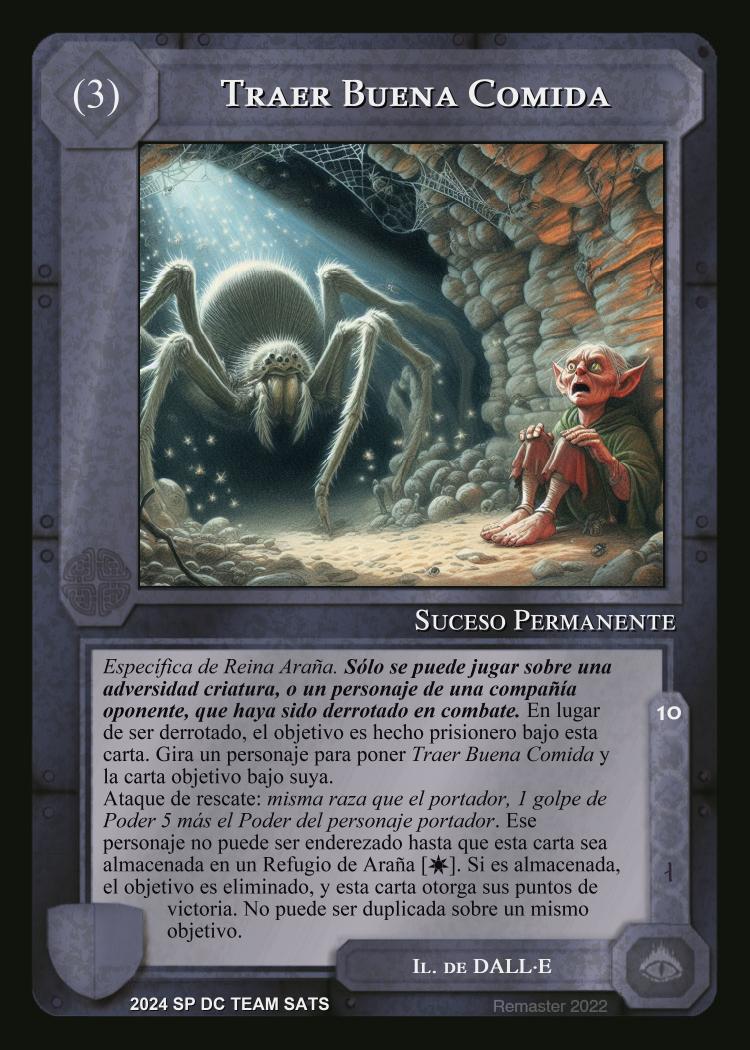 (3)
Traer Buena Comida
Suceso Permanente
Específica de Reina Araña. Sólo se puede jugar sobre una
adversidad criatura, o un personaje de una compañía
oponente, que haya sido derrotado en combate. En lugar
de ser derrotado, el objetivo es hecho prisionero bajo esta
carta. Gira un personaje para poner Traer Buena Comida y
la carta objetivo bajo suya.
Ataque de rescate: misma raza que el portador, 1 golpe de
Poder 5 más el Poder del personaje portador. Ese
personaje no puede ser enderezado hasta que esta carta sea
almacenada en un Refugio de Araña [☀]. Si es almacenada,
el objetivo es eliminado, y esta carta otorga sus puntos de
victoria. No puede ser duplicada sobre un mismo
objetivo.
10
Il. de DALL·E
2024 SP DC TEAM SATS
Remaster 2022